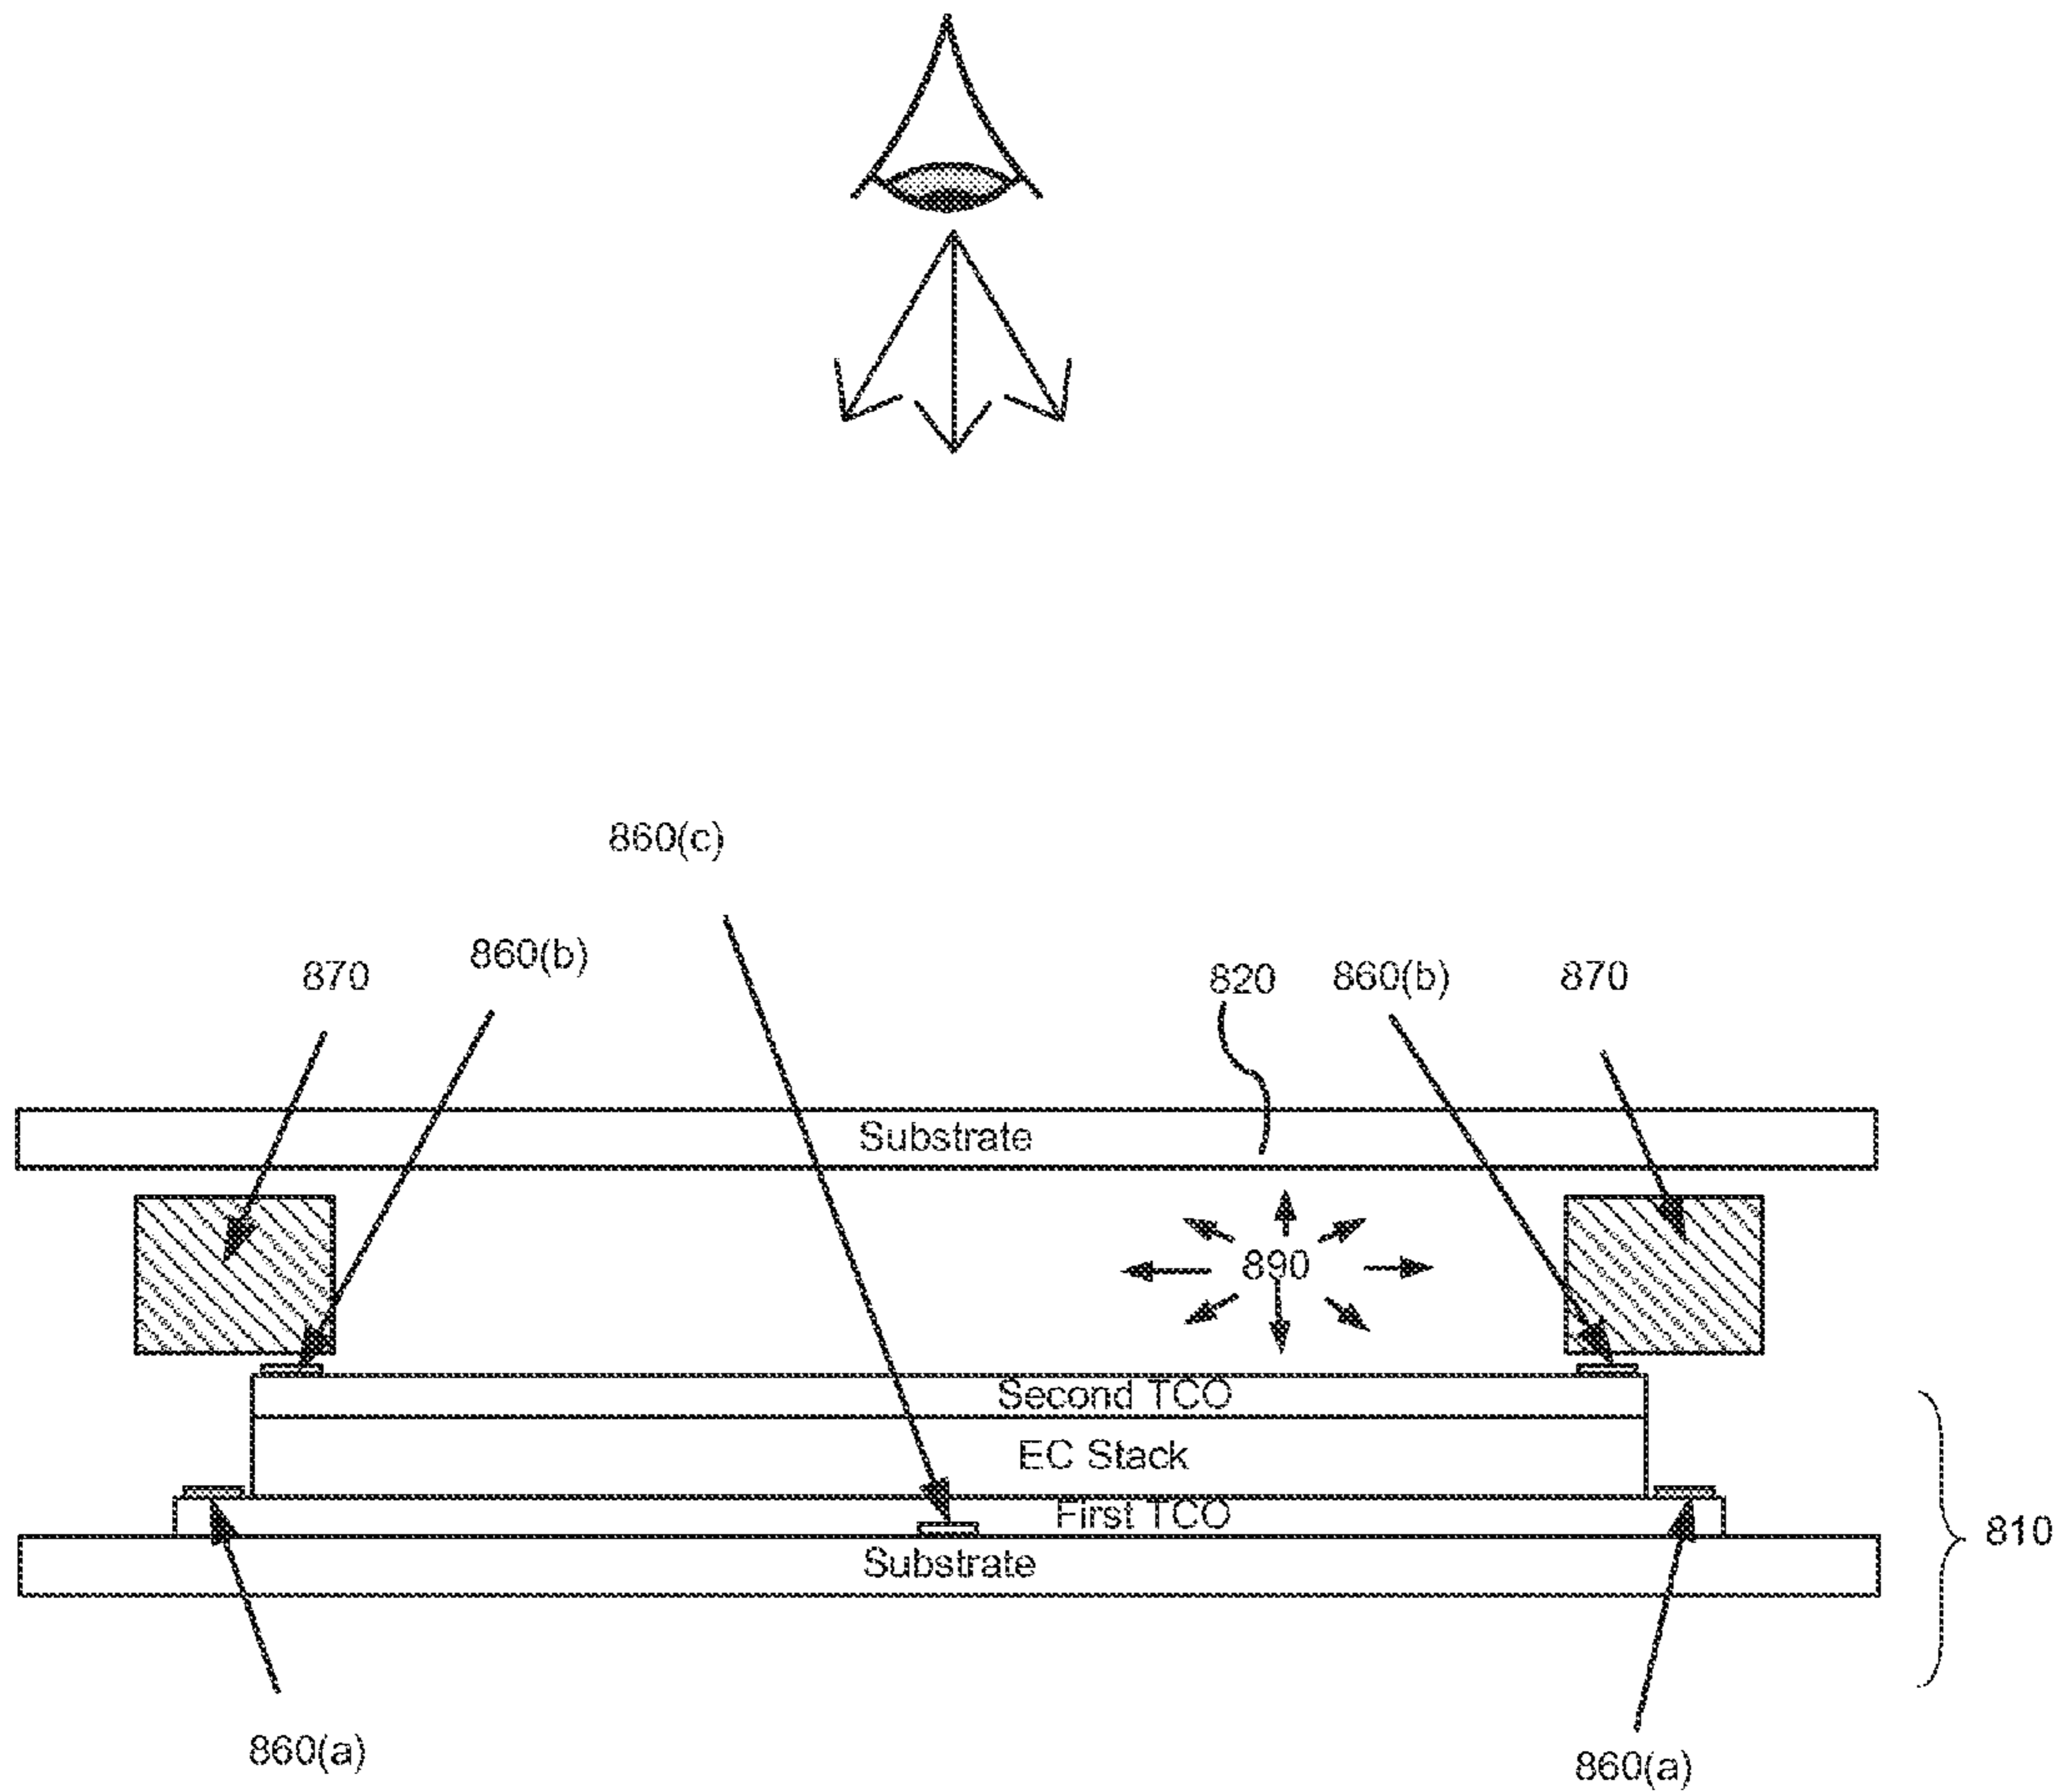 860(c)
860(b)
870
820
860(b)
870
Substrate
890
Second TCO
EC Stack
First TCO
810
Substrate
860(a)
860(a)